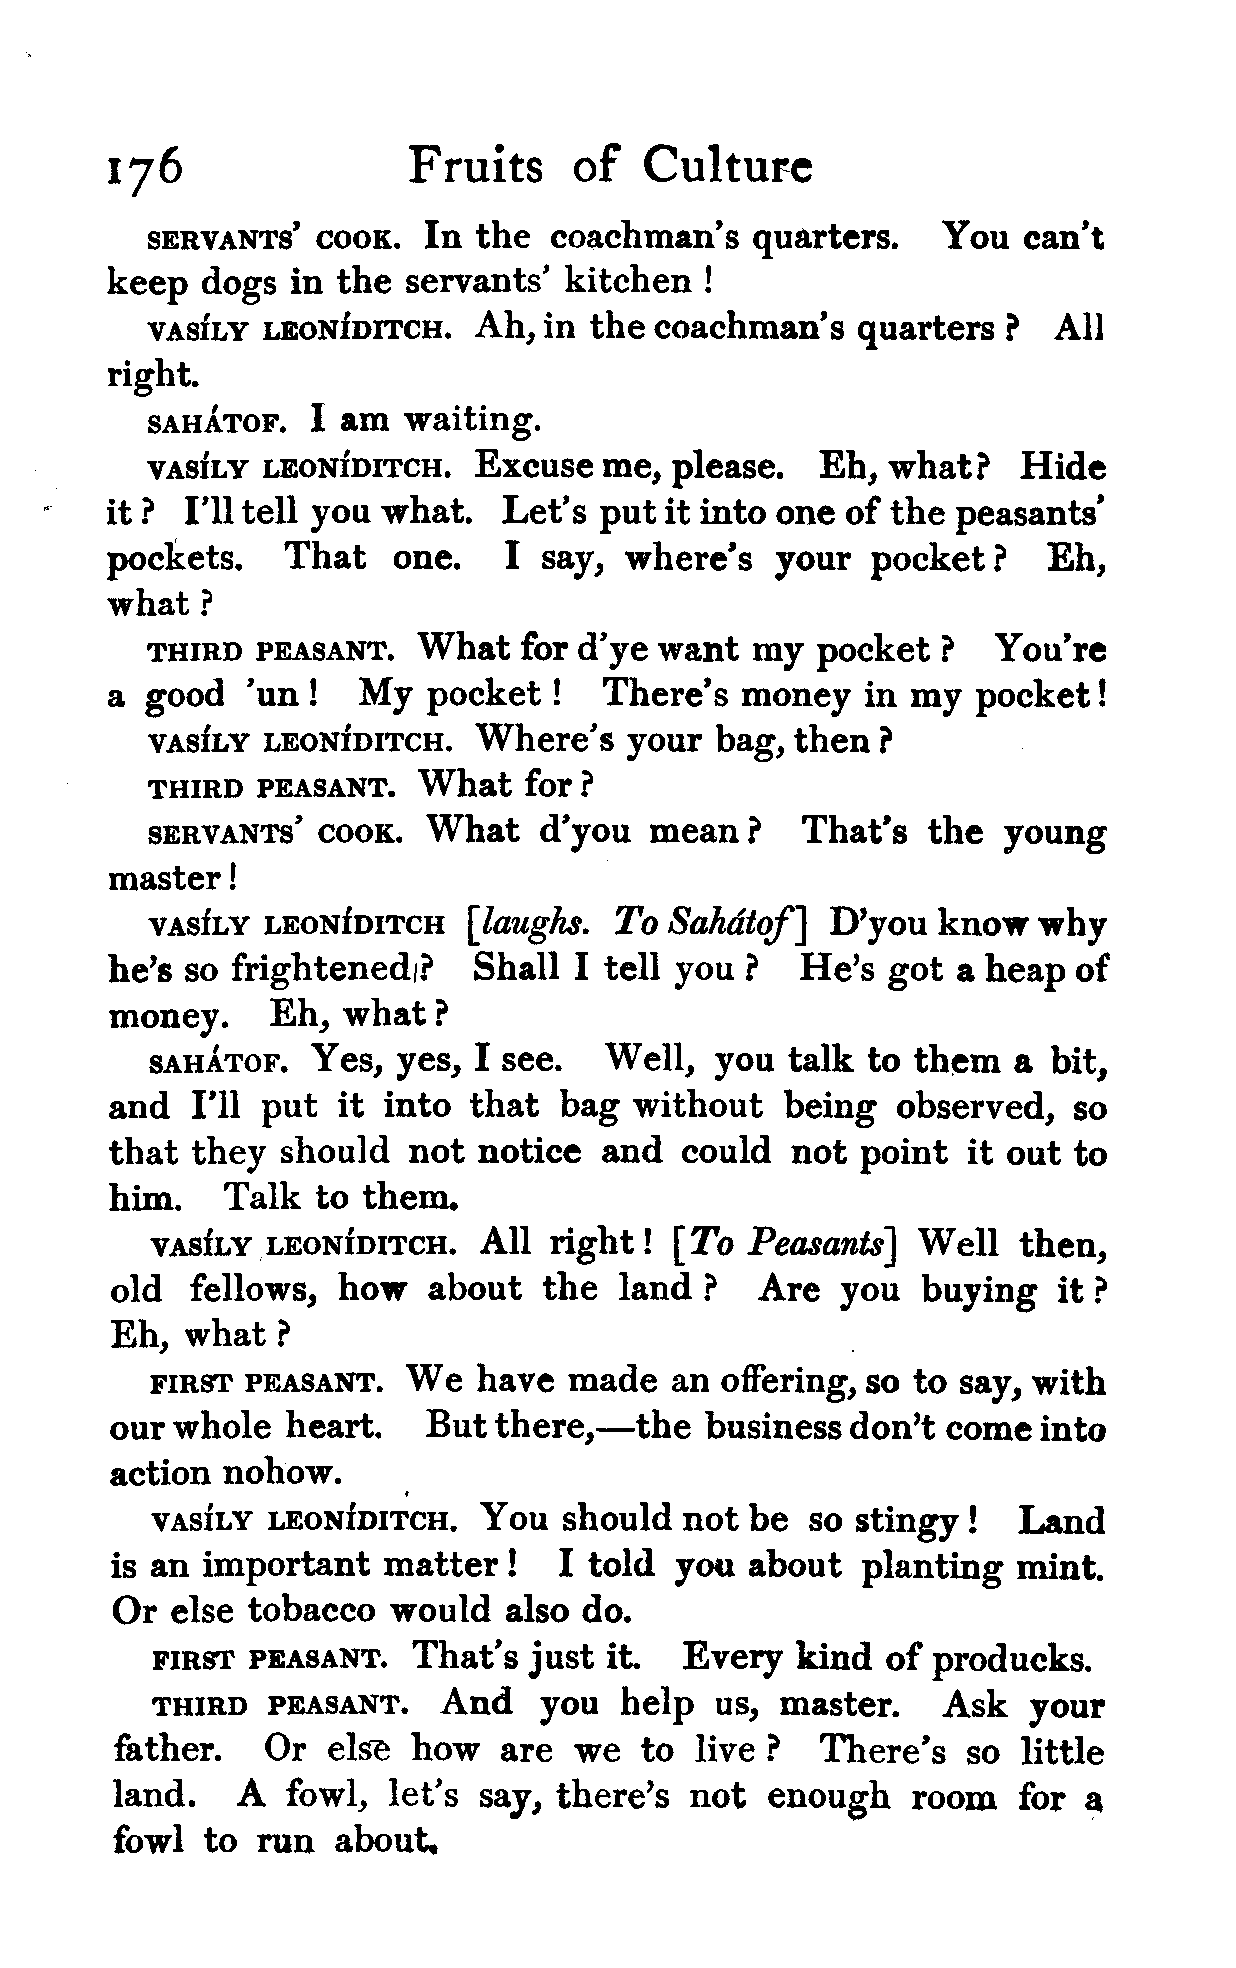 176 Fruits of Culture
SERVANTS' COOK. In the coachman's quarters. You can't
keep dogs in the servants' kitchen !
VASÍLY LEONÍDITCH. Ah, in the coachman's quarters ? All
right.
SAHÁTOF. I am waiting.
VASÍLY LEONÍDITCH. Excuse me, please. Eh, what? Hide
it ? I'll tell you what. Let's put it into one of the peasants'
pockets. That one. I say, where's your pocket ? Eh,
what ?
THIRD PEASANT. What for d'ye want my pocket ? You're
a good 'un ! My pocket ! There's money in my pocket !
VASÍLY LEONÍDITCH. Where's your bag, then ?
THIRD PEASANT. What for ?
SERVANTS' COOK. What d'you mean ? That's the young
master !
VASÍLY LEONÍDITCH [laughs. To Sahátof] D'you know why
he's so frightened? Shall I tell you ? He's got a heap of
money. Eh, what ?
SAHÁTOF. Yes, yes, I see. Well, you talk to them a bit,
and I'll put it into that bag without being observed, so
that they should not notice and could not point it out to
him. Talk to them.
VASÍLY LEONÍDITCH. All right ! [To Peasants] Well then,
old fellows, how about the land ? Are you buying it ?
Eh, what ?
FIRST PEASANT. We have made an offering, so to say, with
our whole heart. But there,—the business don't come into
action nohow.
VASÍLY LEONÍDITCH. You should not be so stingy ! Land
is an important matter ! I told you about planting mint.
Or else tobacco would also do.
FIRST PEASANT. That's just it. Every kind of producks.
THIRD PEASANT. And you help us, master. Ask your
father. Or else how are we to live ? There's so little
land. A fowl, let's say, there's not enough room for a
fowl to run about.